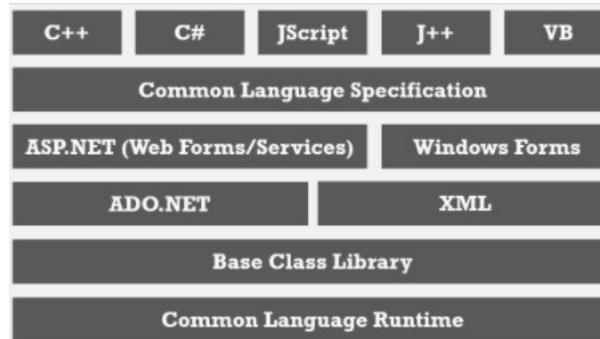 C++ C# JScript J++ VB
Common Language Specification
ASP.NET (Web Forms/Services) Windows Forms
ADO.NET XML
Base Class Library
Common Language Runtime